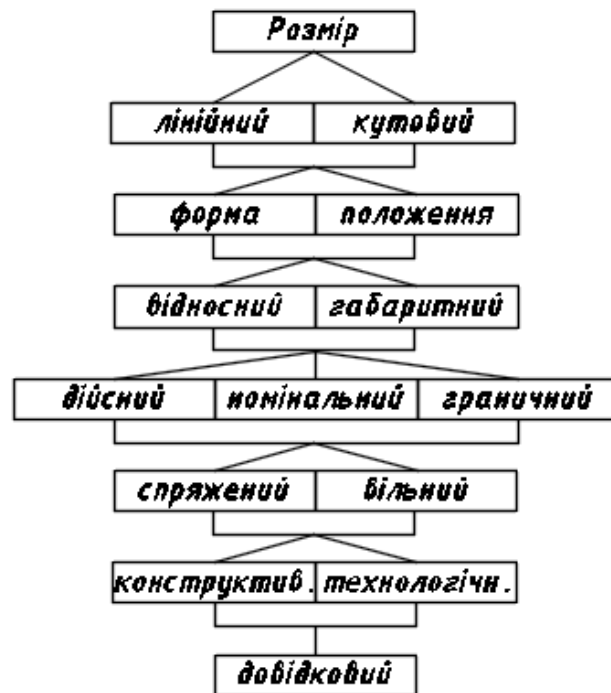 Розмір
лінійний кутовий
форма положення
відносний габаритний
дійсний номінальний граничний
спряжений вільний
конструктив. технологічн.
довідковий